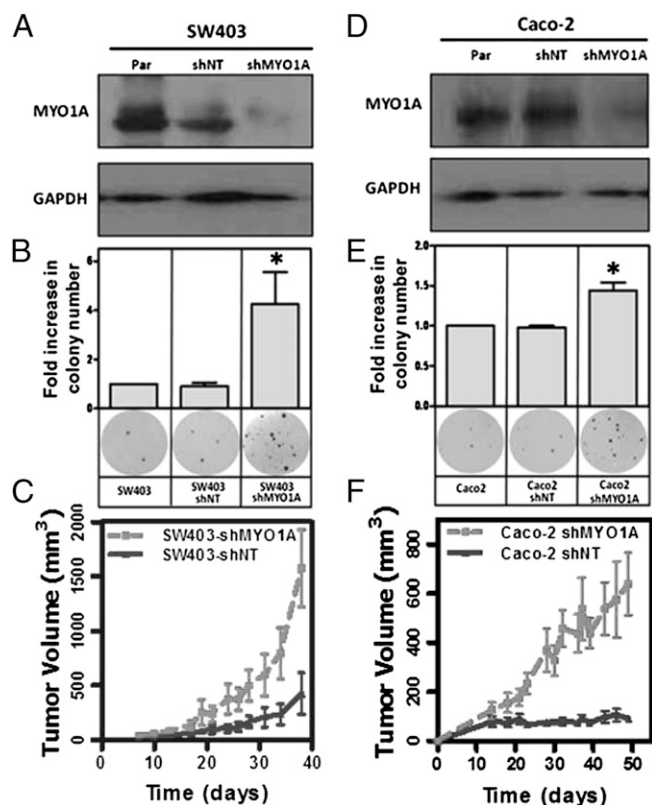 A
SW403
Par shNT shMYO1A
MYO1A
GAPDH
B
Fold increase in
colony number
6
4
2
0
*
SW403
SW403
shNT
SW403
shMYO1A
C
SW403-shMYO1A
SW403-shNT
Tumor Volume (mm³)
2000
1500
1000
500
0
0 10 20 30 40
Time (days)
D
Caco-2
Par shNT shMYO1A
MYO1A
GAPDH
E
Fold increase in
colony number
2.0
1.5
1.0
0.5
0.0
*
Caco2
Caco2
shNT
Caco2
shMYO1A
F
Caco-2 shMYO1A
Caco-2 shNT
Tumor Volume (mm³)
800
600
400
200
0
0 10 20 30 40 50
Time (days)